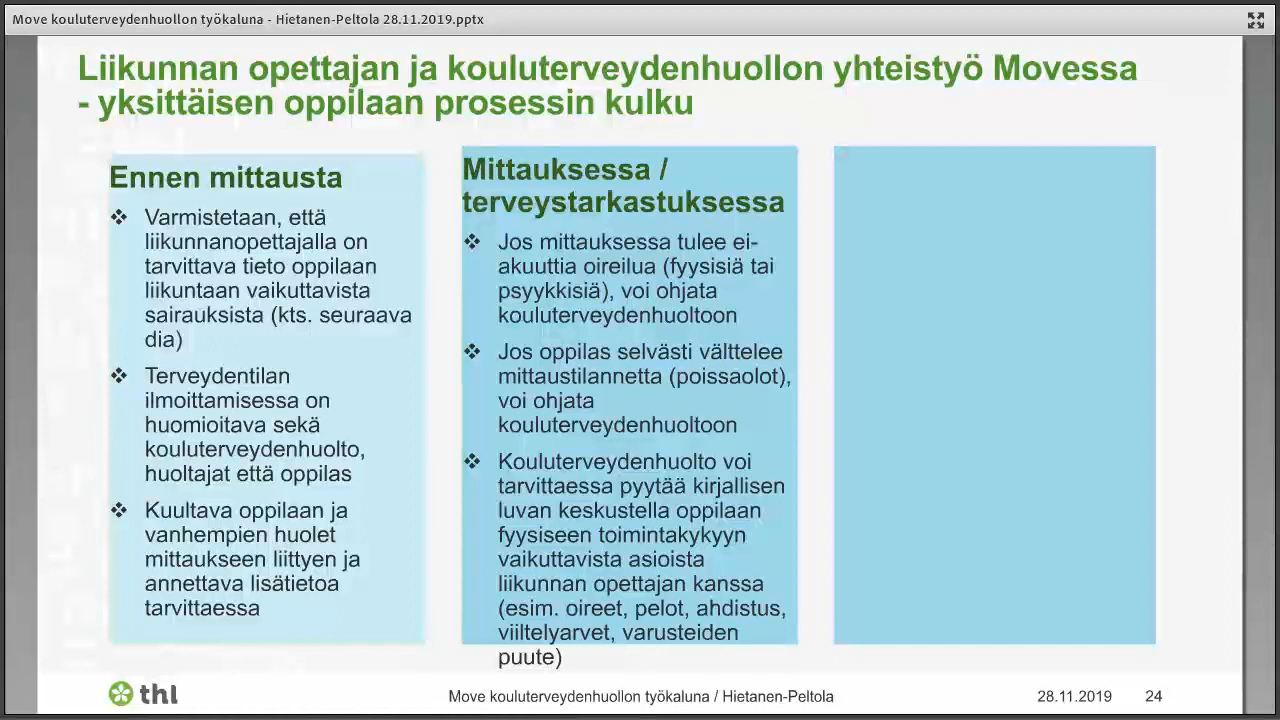 Move kouluterveydenhuollon työkaluna - Hietanen-Peltola 28.11.2019.pptx
Liikunnan opettajan ja kouluterveydenhuollon yhteistyö Movessa
- yksittäisen oppilaan prosessin kulku
Ennen mittausta
❖ Varmistetaan, että
liikunnanopettajalla on
tarvittava tieto oppilaan
liikuntaan vaikuttavista
sairauksista (kts. seuraava
dia)
❖ Terveydentilan
ilmoittamisessa on
huomioitava sekä
kouluterveydenhuolto,
huoltajat että oppilas
❖ Kuultava oppilaan ja
vanhempien huolet
mittaukseen liittyen ja
annettava lisätietoa
tarvittaessa
Mittauksessa /
terveystarkastuksessa
❖ Jos mittauksessa tulee ei-
akuuttia oireilua (fyysisiä tai
psyykkisiä), voi ohjata
kouluterveydenhuoltoon
❖ Jos oppilas selvästi välttelee
mittaustilannetta (poissaolot),
voi ohjata
kouluterveydenhuoltoon
❖ Kouluterveydenhuolto voi
tarvittaessa pyytää kirjallisen
luvan keskustella oppilaan
fyysiseen toimintakykyyn
vaikuttavista asioista
liikunnan opettajan kanssa
(esim. oireet, pelot, ahdistus,
viiltelyarvet, varusteiden
puute)
thl
Move kouluterveydenhuollon työkaluna / Hietanen-Peltola
28.11.2019
24